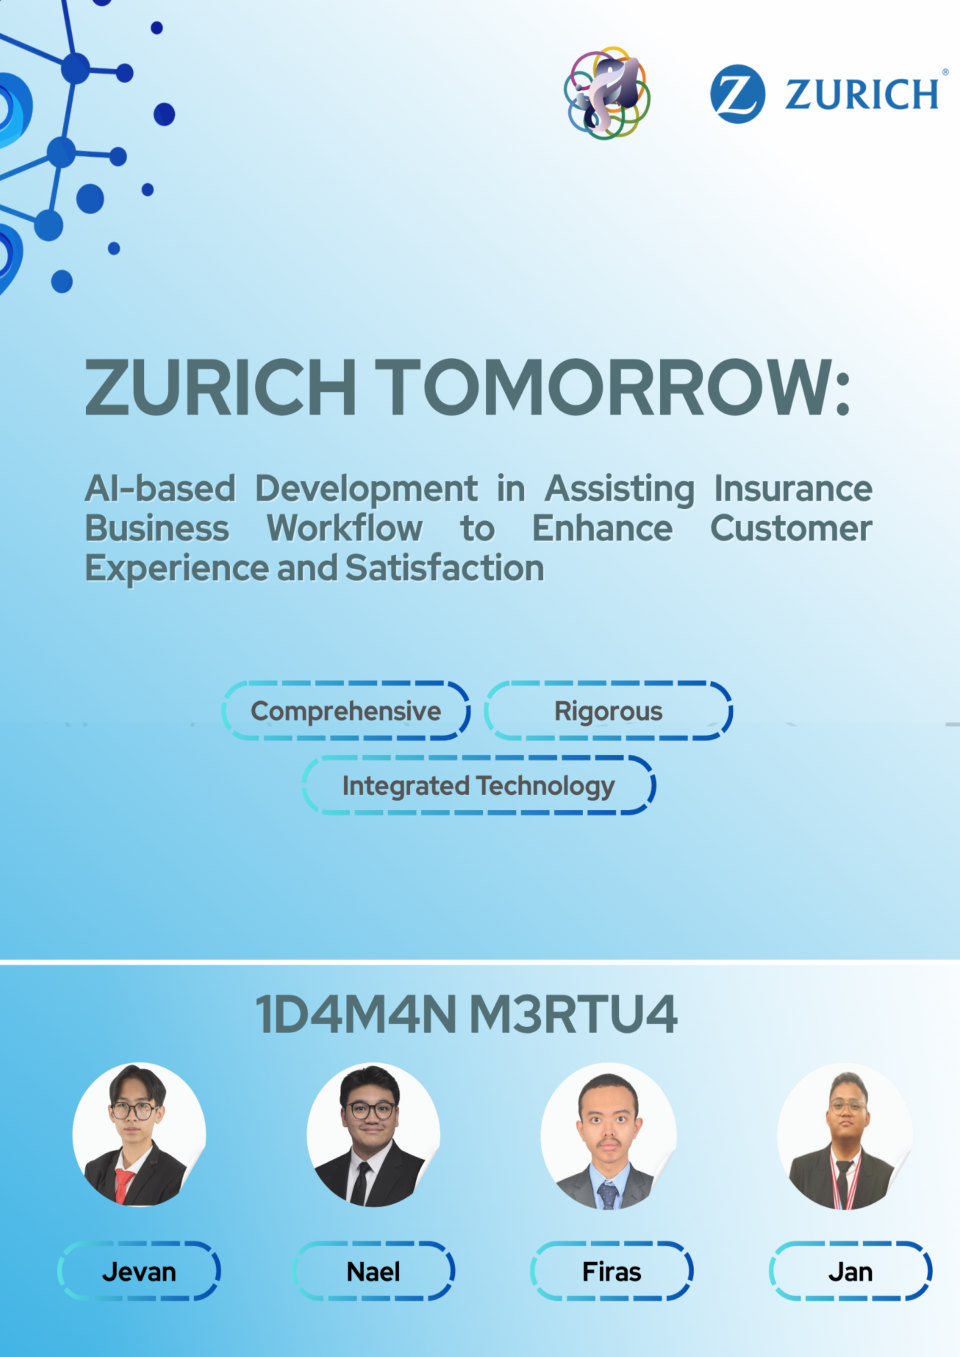 Z ZURICH®
ZURICH TOMORROW:
AI-based Development in Assisting Insurance
Business Workflow to Enhance Customer
Experience and Satisfaction
Comprehensive
Rigorous
Integrated Technology
1D4M4N M3RTU4
Jevan
Nael
Firas
Jan